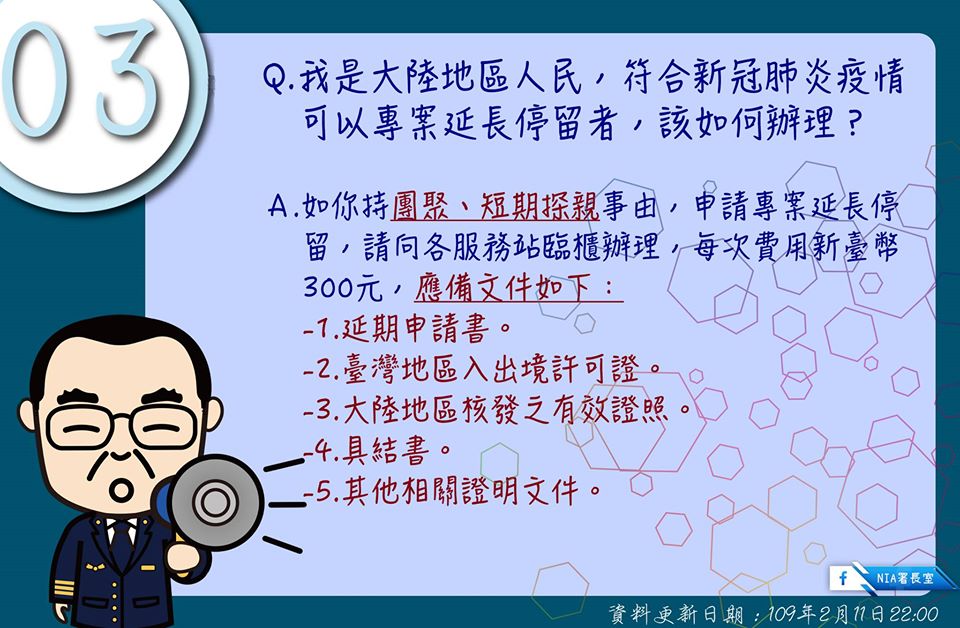 03
Q.我是大陸地區人民，符合新冠肺炎疫情
可以專案延長停留者，該如何辦理？
A.如你持團聚、短期探親事由，申請專案延長停
留，請向各服務站臨櫃辦理，每次費用新臺幣
300元，應備文件如下：
-1.延期申請書。
-2.臺灣地區入出境許可證。
-3.大陸地區核發之有效證照。
-4.具結書。
-5.其他相關證明文件。
f NIA署長室
資料更新日期：109年2月11日22:00